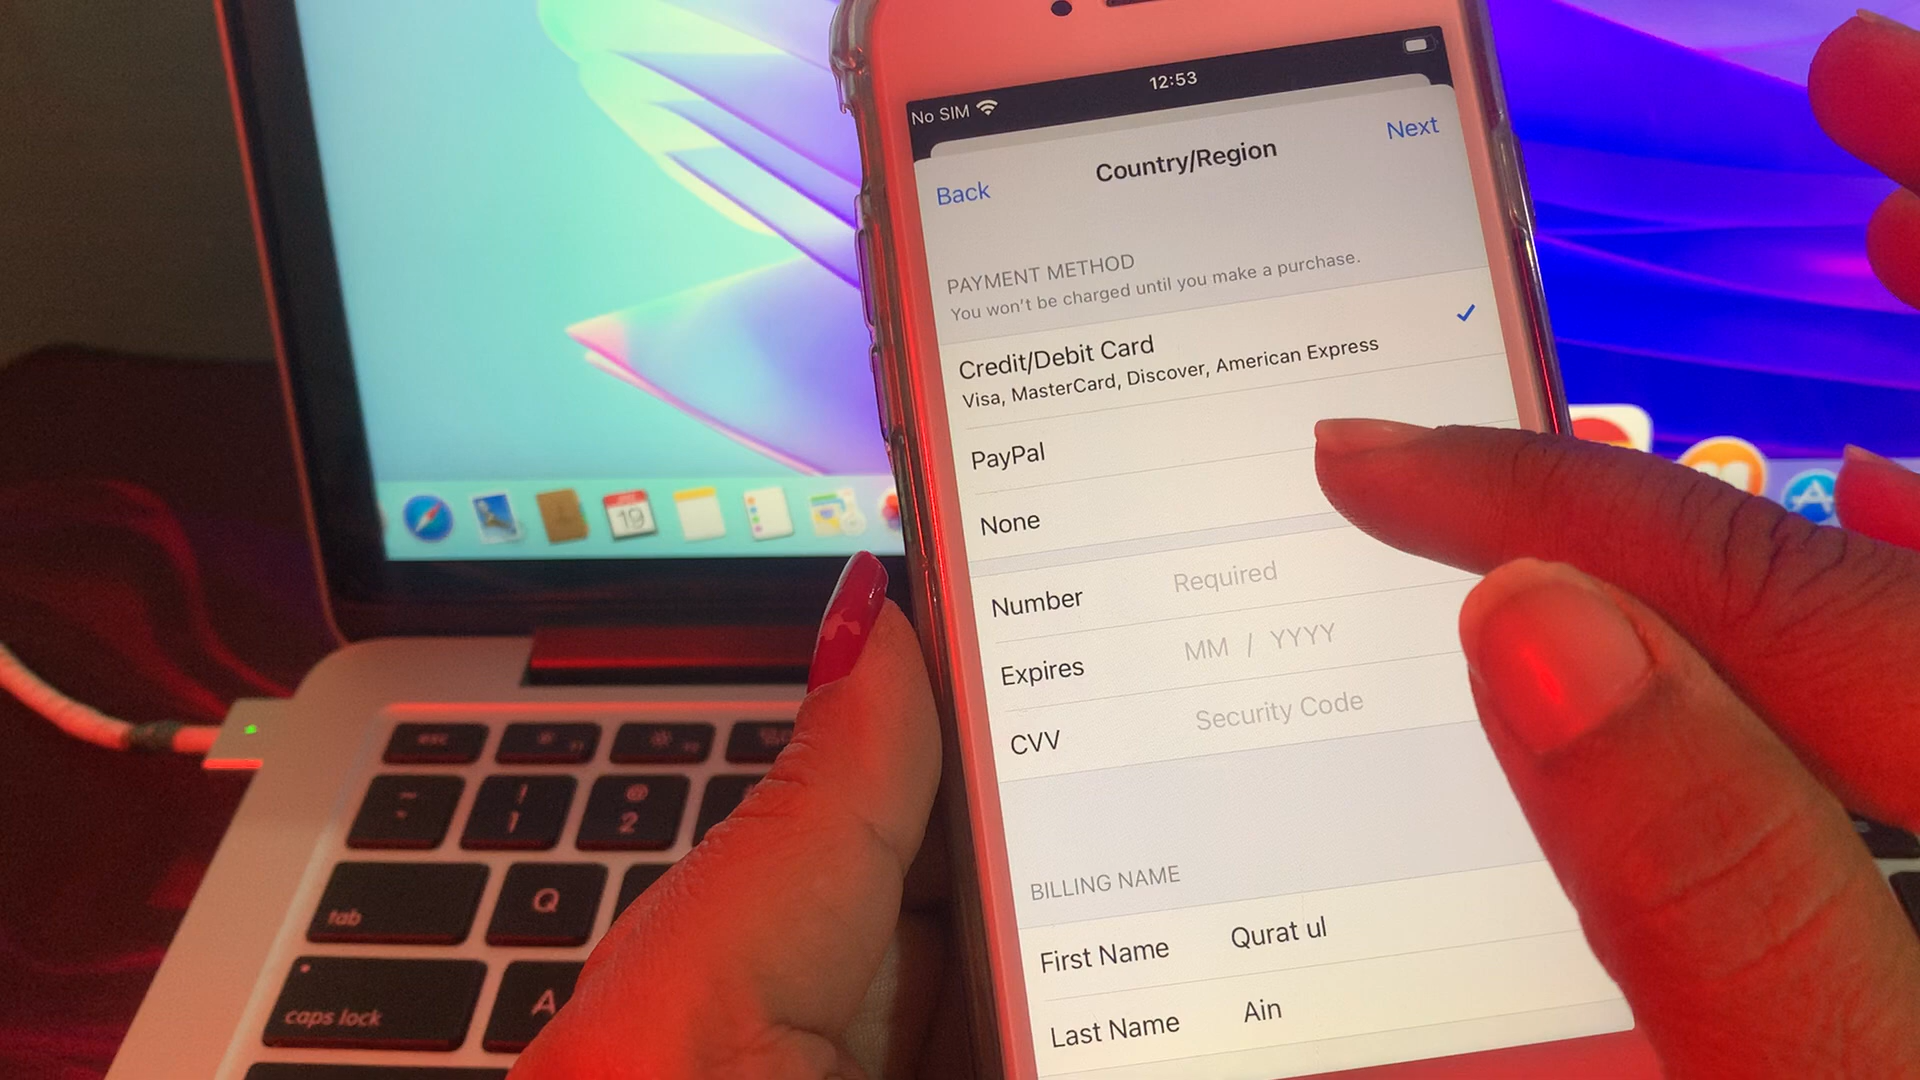 No SIM
12:53
Back
Country/Region
Next
PAYMENT METHOD
You won't be charged until you make a purchase.
Credit/Debit Card
Visa, MasterCard, Discover, American Express
PayPal
None
Number Required
Expires MM / YYYY
CVV Security Code
BILLING NAME
First Name Qurat ul
Last Name Ain
19
esc
~
!
1
@
2
tab
Q
caps lock
A